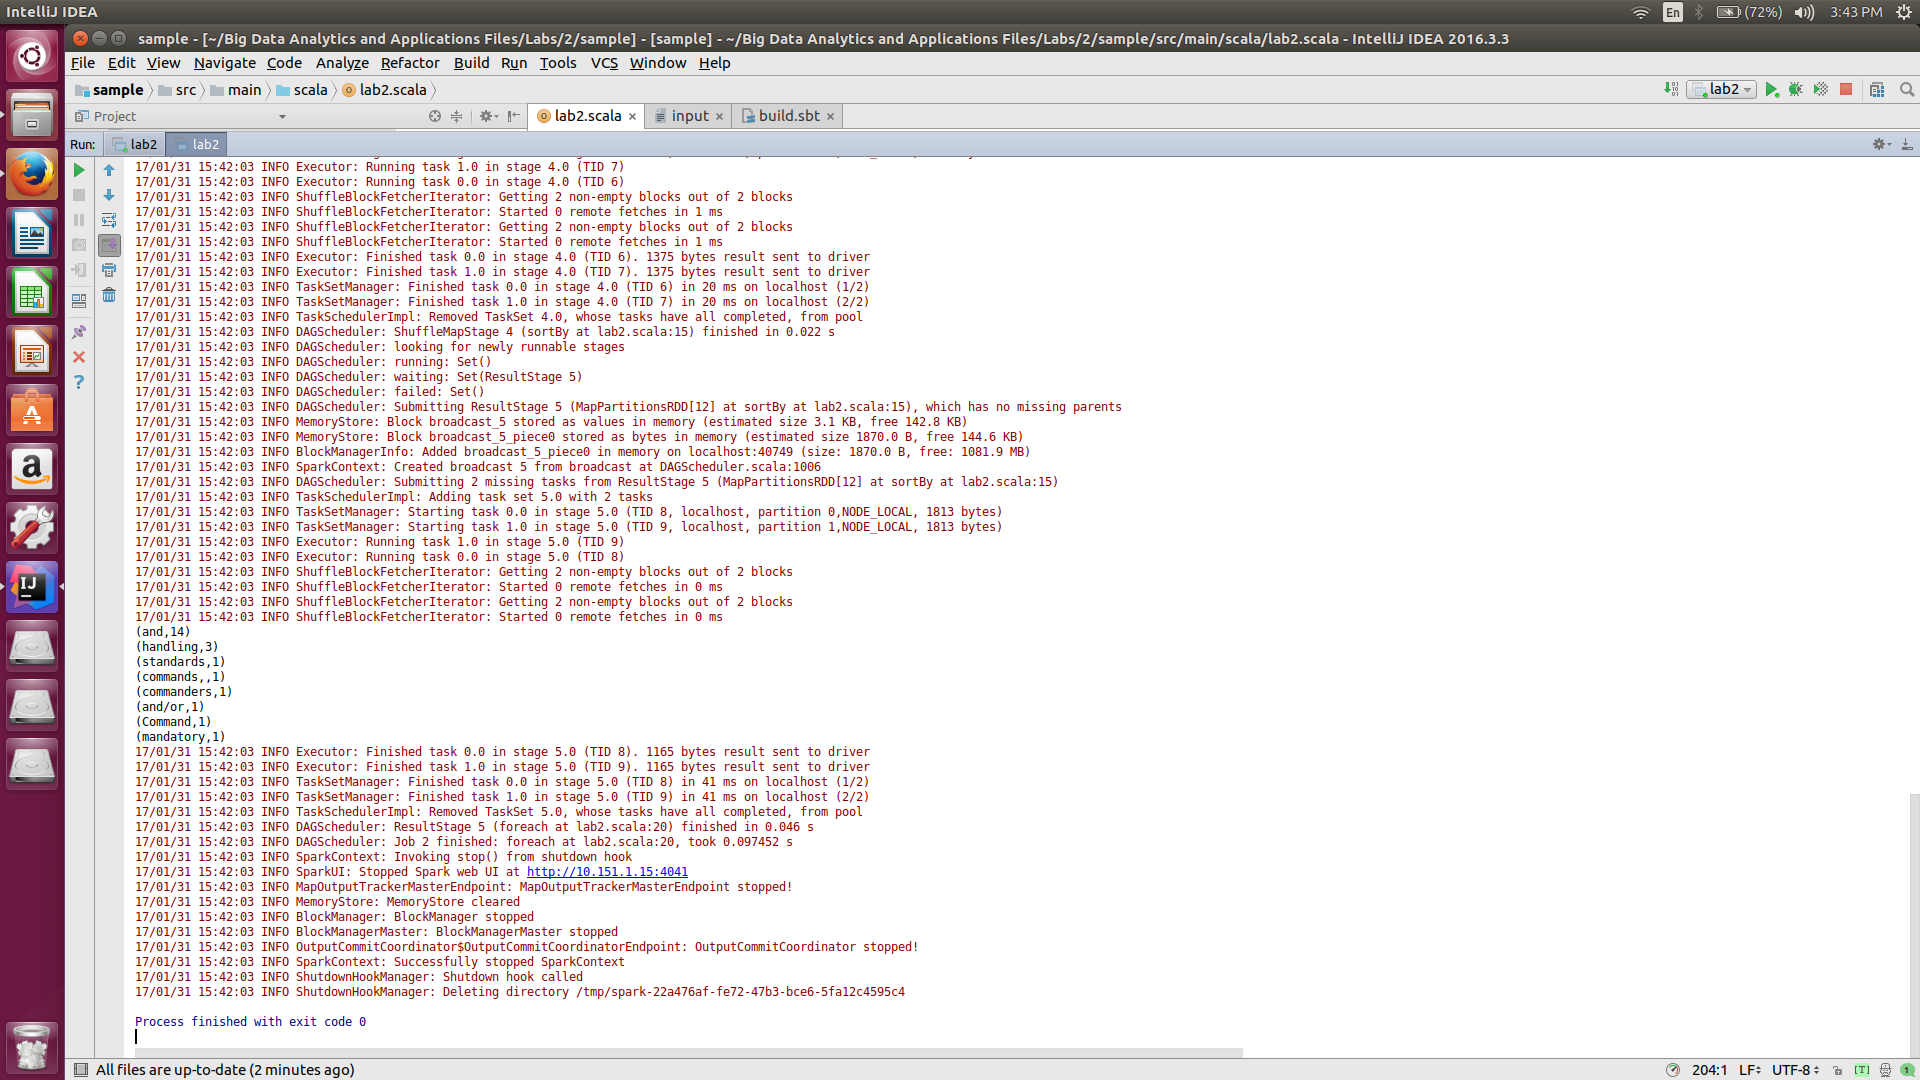 IntelliJ IDEA
En
(72%)
3:43 PM
sample - [~/Big Data Analytics and Applications Files/Labs/2/sample] - [sample] - ~/Big Data Analytics and Applications Files/Labs/2/sample/src/main/scala/lab2.scala - IntelliJ IDEA 2016.3.3
File Edit View Navigate Code Analyze Refactor Build Run Tools VCS Window Help
sample src main scala lab2.scala
lab2
Project
lab2.scala input build.sbt
Run: lab2 lab2
17/01/31 15:42:03 INFO Executor: Running task 1.0 in stage 4.0 (TID 7)
17/01/31 15:42:03 INFO Executor: Running task 0.0 in stage 4.0 (TID 6)
17/01/31 15:42:03 INFO ShuffleBlockFetcherIterator: Getting 2 non-empty blocks out of 2 blocks
17/01/31 15:42:03 INFO ShuffleBlockFetcherIterator: Started 0 remote fetches in 1 ms
17/01/31 15:42:03 INFO ShuffleBlockFetcherIterator: Getting 2 non-empty blocks out of 2 blocks
17/01/31 15:42:03 INFO ShuffleBlockFetcherIterator: Started 0 remote fetches in 1 ms
17/01/31 15:42:03 INFO Executor: Finished task 0.0 in stage 4.0 (TID 6). 1375 bytes result sent to driver
17/01/31 15:42:03 INFO Executor: Finished task 1.0 in stage 4.0 (TID 7). 1375 bytes result sent to driver
17/01/31 15:42:03 INFO TaskSetManager: Finished task 0.0 in stage 4.0 (TID 6) in 20 ms on localhost (1/2)
17/01/31 15:42:03 INFO TaskSetManager: Finished task 1.0 in stage 4.0 (TID 7) in 20 ms on localhost (2/2)
17/01/31 15:42:03 INFO TaskSchedulerImpl: Removed TaskSet 4.0, whose tasks have all completed, from pool
17/01/31 15:42:03 INFO DAGScheduler: ShuffleMapStage 4 (sortBy at lab2.scala:15) finished in 0.022 s
17/01/31 15:42:03 INFO DAGScheduler: looking for newly runnable stages
17/01/31 15:42:03 INFO DAGScheduler: running: Set()
17/01/31 15:42:03 INFO DAGScheduler: waiting: Set(ResultStage 5)
17/01/31 15:42:03 INFO DAGScheduler: failed: Set()
17/01/31 15:42:03 INFO DAGScheduler: Submitting ResultStage 5 (MapPartitionsRDD[12] at sortBy at lab2.scala:15), which has no missing parents
17/01/31 15:42:03 INFO MemoryStore: Block broadcast_5 stored as values in memory (estimated size 3.1 KB, free 142.8 KB)
17/01/31 15:42:03 INFO MemoryStore: Block broadcast_5_piece0 stored as bytes in memory (estimated size 1870.0 B, free 144.6 KB)
17/01/31 15:42:03 INFO BlockManagerInfo: Added broadcast_5_piece0 in memory on localhost:40749 (size: 1870.0 B, free: 1081.9 MB)
17/01/31 15:42:03 INFO SparkContext: Created broadcast 5 from broadcast at DAGScheduler.scala:1006
17/01/31 15:42:03 INFO DAGScheduler: Submitting 2 missing tasks from ResultStage 5 (MapPartitionsRDD[12] at sortBy at lab2.scala:15)
17/01/31 15:42:03 INFO TaskSchedulerImpl: Adding task set 5.0 with 2 tasks
17/01/31 15:42:03 INFO TaskSetManager: Starting task 0.0 in stage 5.0 (TID 8, localhost, partition 0,NODE_LOCAL, 1813 bytes)
17/01/31 15:42:03 INFO TaskSetManager: Starting task 1.0 in stage 5.0 (TID 9, localhost, partition 1,NODE_LOCAL, 1813 bytes)
17/01/31 15:42:03 INFO Executor: Running task 1.0 in stage 5.0 (TID 9)
17/01/31 15:42:03 INFO Executor: Running task 0.0 in stage 5.0 (TID 8)
17/01/31 15:42:03 INFO ShuffleBlockFetcherIterator: Getting 2 non-empty blocks out of 2 blocks
17/01/31 15:42:03 INFO ShuffleBlockFetcherIterator: Started 0 remote fetches in 0 ms
17/01/31 15:42:03 INFO ShuffleBlockFetcherIterator: Getting 2 non-empty blocks out of 2 blocks
17/01/31 15:42:03 INFO ShuffleBlockFetcherIterator: Started 0 remote fetches in 0 ms
(and,14)
(handling,3)
(standards,1)
(commands,,1)
(commanders,1)
(and/or,1)
(Command,1)
(mandatory,1)
17/01/31 15:42:03 INFO Executor: Finished task 0.0 in stage 5.0 (TID 8). 1165 bytes result sent to driver
17/01/31 15:42:03 INFO Executor: Finished task 1.0 in stage 5.0 (TID 9). 1165 bytes result sent to driver
17/01/31 15:42:03 INFO TaskSetManager: Finished task 0.0 in stage 5.0 (TID 8) in 41 ms on localhost (1/2)
17/01/31 15:42:03 INFO TaskSetManager: Finished task 1.0 in stage 5.0 (TID 9) in 41 ms on localhost (2/2)
17/01/31 15:42:03 INFO TaskSchedulerImpl: Removed TaskSet 5.0, whose tasks have all completed, from pool
17/01/31 15:42:03 INFO DAGScheduler: ResultStage 5 (foreach at lab2.scala:20) finished in 0.046 s
17/01/31 15:42:03 INFO DAGScheduler: Job 2 finished: foreach at lab2.scala:20, took 0.097452 s
17/01/31 15:42:03 INFO SparkContext: Invoking stop() from shutdown hook
17/01/31 15:42:03 INFO SparkUI: Stopped Spark web UI at http://10.151.1.15:4041
17/01/31 15:42:03 INFO MapOutputTrackerMasterEndpoint: MapOutputTrackerMasterEndpoint stopped!
17/01/31 15:42:03 INFO MemoryStore: MemoryStore cleared
17/01/31 15:42:03 INFO BlockManager: BlockManager stopped
17/01/31 15:42:03 INFO BlockManagerMaster: BlockManagerMaster stopped
17/01/31 15:42:03 INFO OutputCommitCoordinator$OutputCommitCoordinatorEndpoint: OutputCommitCoordinator stopped!
17/01/31 15:42:03 INFO SparkContext: Successfully stopped SparkContext
17/01/31 15:42:03 INFO ShutdownHookManager: Shutdown hook called
17/01/31 15:42:03 INFO ShutdownHookManager: Deleting directory /tmp/spark-22a476af-fe72-47b3-bce6-5fa12c4595c4
Process finished with exit code 0
All files are up-to-date (2 minutes ago)
204:1 LF UTF-8 [T] 1